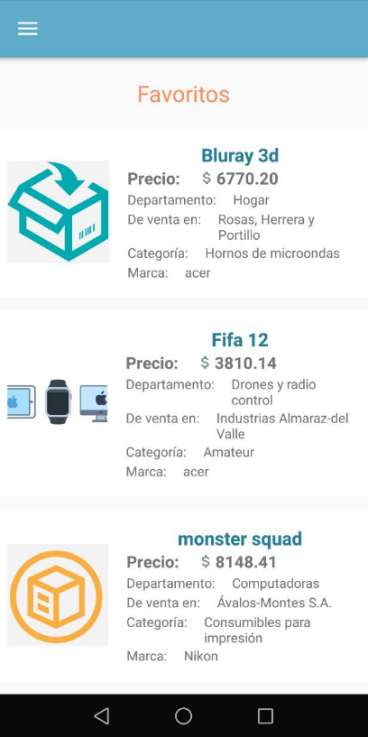 Favoritos
Bluray 3d
Precio: $ 6770.20
Departamento: Hogar
De venta en: Rosas, Herrera y
Portillo
Categoría: Hornos de microondas
Marca: acer
Fifa 12
Precio: $ 3810.14
Departamento: Drones y radio
control
De venta en: Industrias Almaraz-del
Valle
Categoría: Amateur
Marca: acer
monster squad
Precio: $ 8148.41
Departamento: Computadoras
De venta en: Ávalos-Montes S.A.
Categoría: Consumibles para
impresión
Marca: Nikon